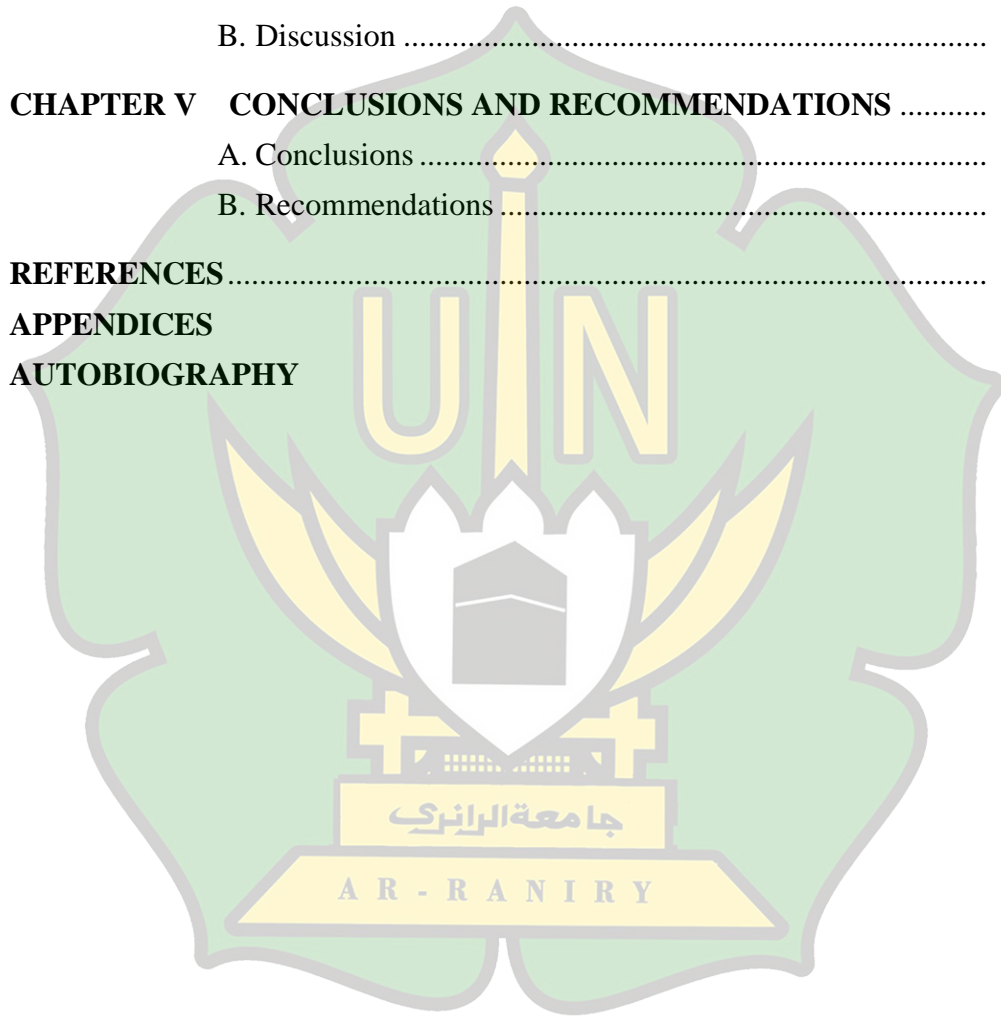 B. Discussion ...............................................................................
CHAPTER V CONCLUSIONS AND RECOMMENDATIONS ...........
A. Conclusions .............................................................................
B. Recommendations ..................................................................
REFERENCES ..................................................................................................
APPENDICES
AUTOBIOGRAPHY
UIN
جامعة الرانري
AR-RANIRY